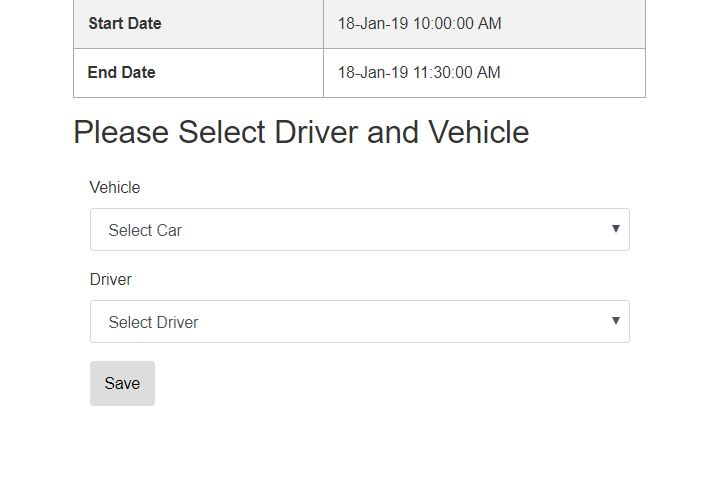 Start Date 18-Jan-19 10:00:00 AM
End Date 18-Jan-19 11:30:00 AM
Please Select Driver and Vehicle
Vehicle
Select Car
Driver
Select Driver
Save